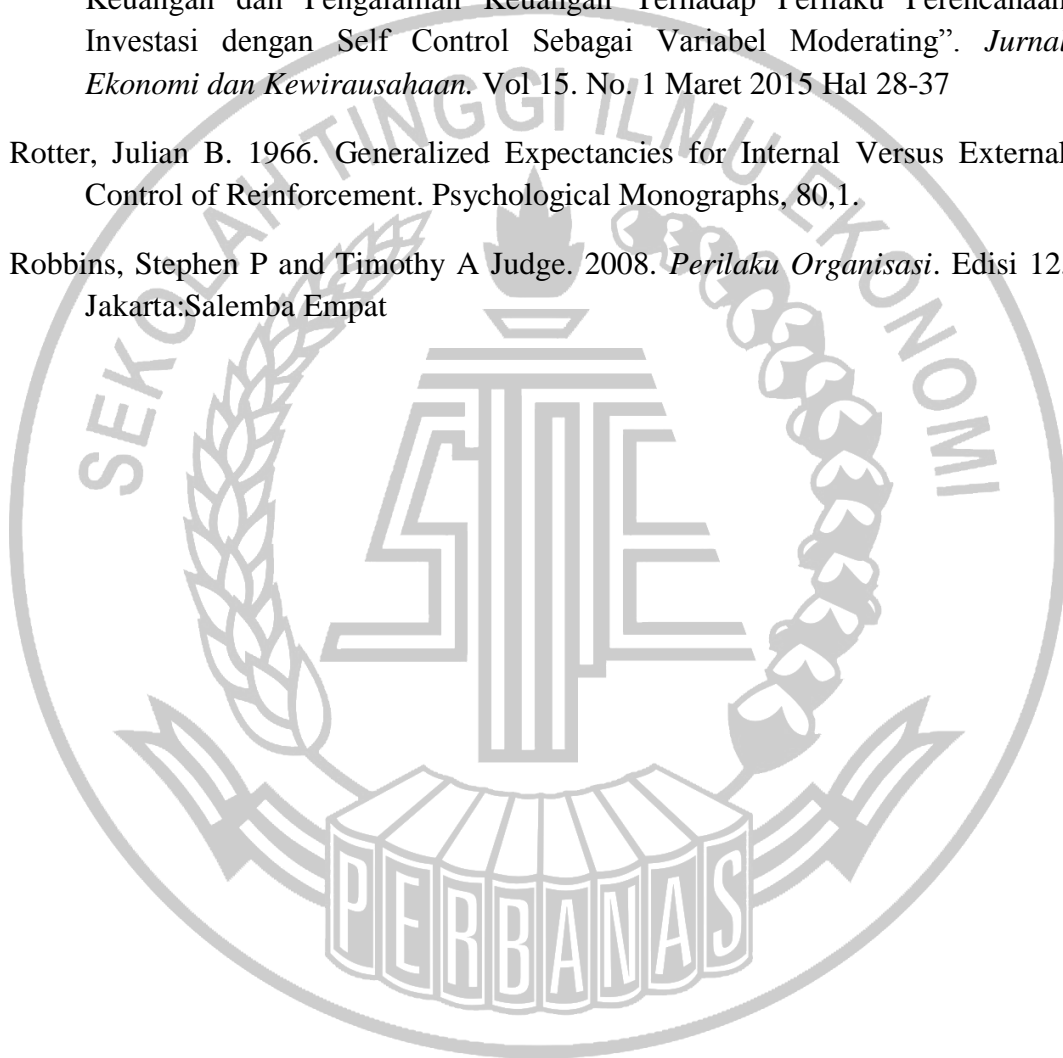 Keuangan dan Pengalaman Keuangan Terhadap Perilaku Perencanaan
Investasi dengan Self Control Sebagai Variabel Moderating”. Jurnal
Ekonomi dan Kewirausahaan. Vol 15. No. 1 Maret 2015 Hal 28-37
Rotter, Julian B. 1966. Generalized Expectancies for Internal Versus External
Control of Reinforcement. Psychological Monographs, 80,1.
Robbins, Stephen P and Timothy A Judge. 2008. Perilaku Organisasi. Edisi 12.
Jakarta:Salemba Empat
SEKOLAH TINGGI ILMU EKONOMI
STIE
PERBANAS